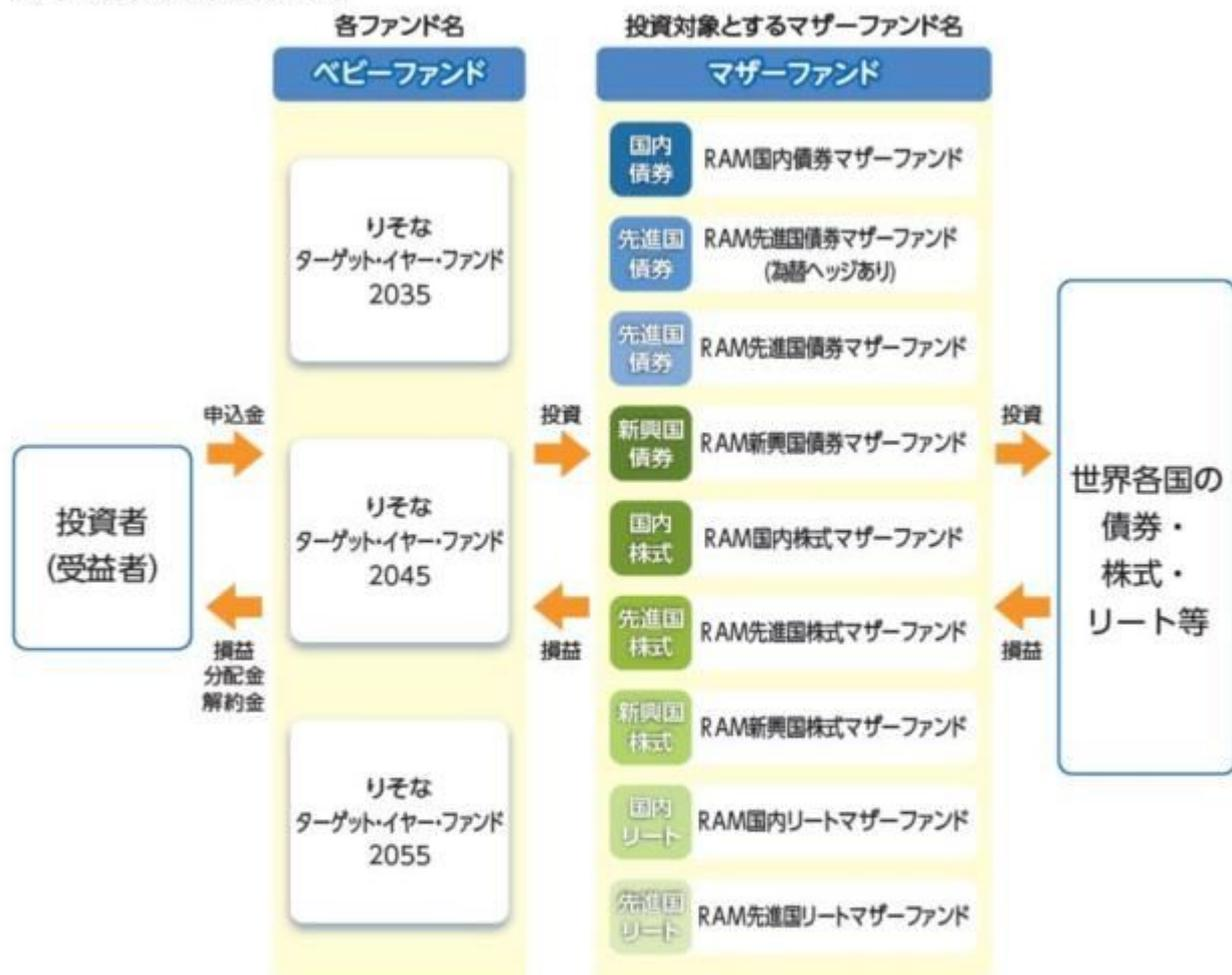 各ファンド名
投資対象とするマザーファンド名
ベビーファンド
マザーファンド
りそな
ターゲット・イヤー・ファンド
2035
りそな
ターゲット・イヤー・ファンド
2045
りそな
ターゲット・イヤー・ファンド
2055
国内
債券
RAM国内債券マザーファンド
先進国
債券
RAM先進国債券マザーファンド
(為替ヘッジあり)
先進国
債券
RAM先進国債券マザーファンド
新興国
債券
RAM新興国債券マザーファンド
国内
株式
RAM国内株式マザーファンド
先進国
株式
RAM先進国株式マザーファンド
新興国
株式
RAM新興国株式マザーファンド
国内
リート
RAM国内リートマザーファンド
先進国
リート
RAM先進国リートマザーファンド
申込金
投資
投資
投資者
(受益者)
世界各国の
債券・
株式・
リート等
損益
分配金
解約金
損益
損益